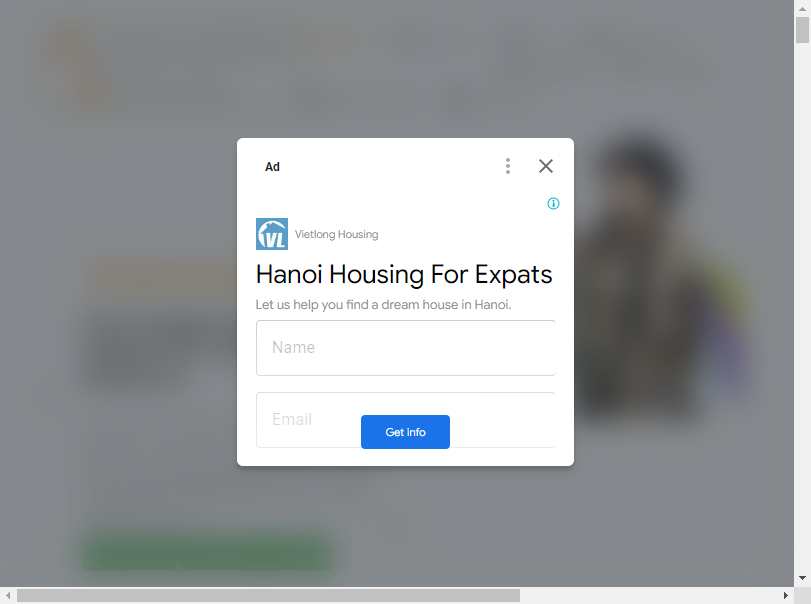 Ad
VL
Vietlong Housing
Hanoi Housing For Expats
Let us help you find a dream house in Hanoi.
Name
Email
Get info